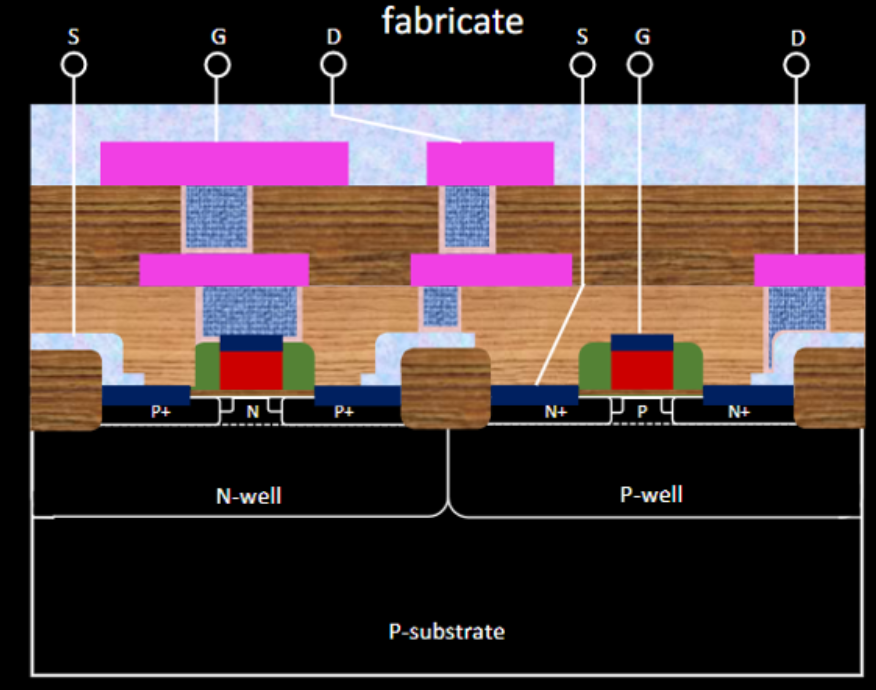 fabricate
S G D S G D
P+ N P+ N+ P N+
N-well P-well
P-substrate